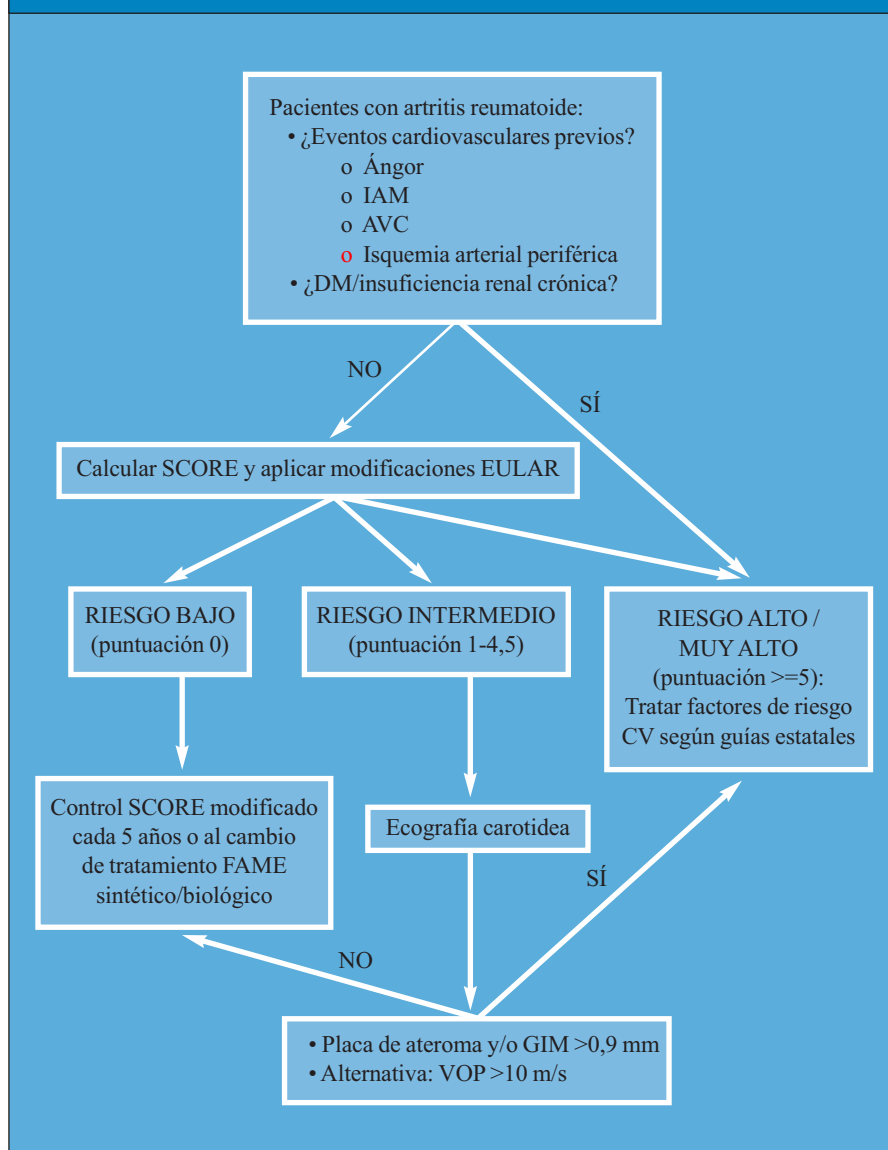 Pacientes con artritis reumatoide:
• ¿Eventos cardiovasculares previos?
o Ángor
o IAM
o AVC
o Isquemia arterial periférica
• ¿DM/insuficiencia renal crónica?
NO
SÍ
Calcular SCORE y aplicar modificaciones EULAR
RIESGO BAJO
(puntuación 0)
RIESGO INTERMEDIO
(puntuación 1-4,5)
RIESGO ALTO /
MUY ALTO
(puntuación >=5):
Tratar factores de riesgo
CV según guías estatales
Control SCORE modificado
cada 5 años o al cambio
de tratamiento FAME
sintético/biológico
Ecografía carotidea
SÍ
NO
• Placa de ateroma y/o GIM >0,9 mm
• Alternativa: VOP >10 m/s